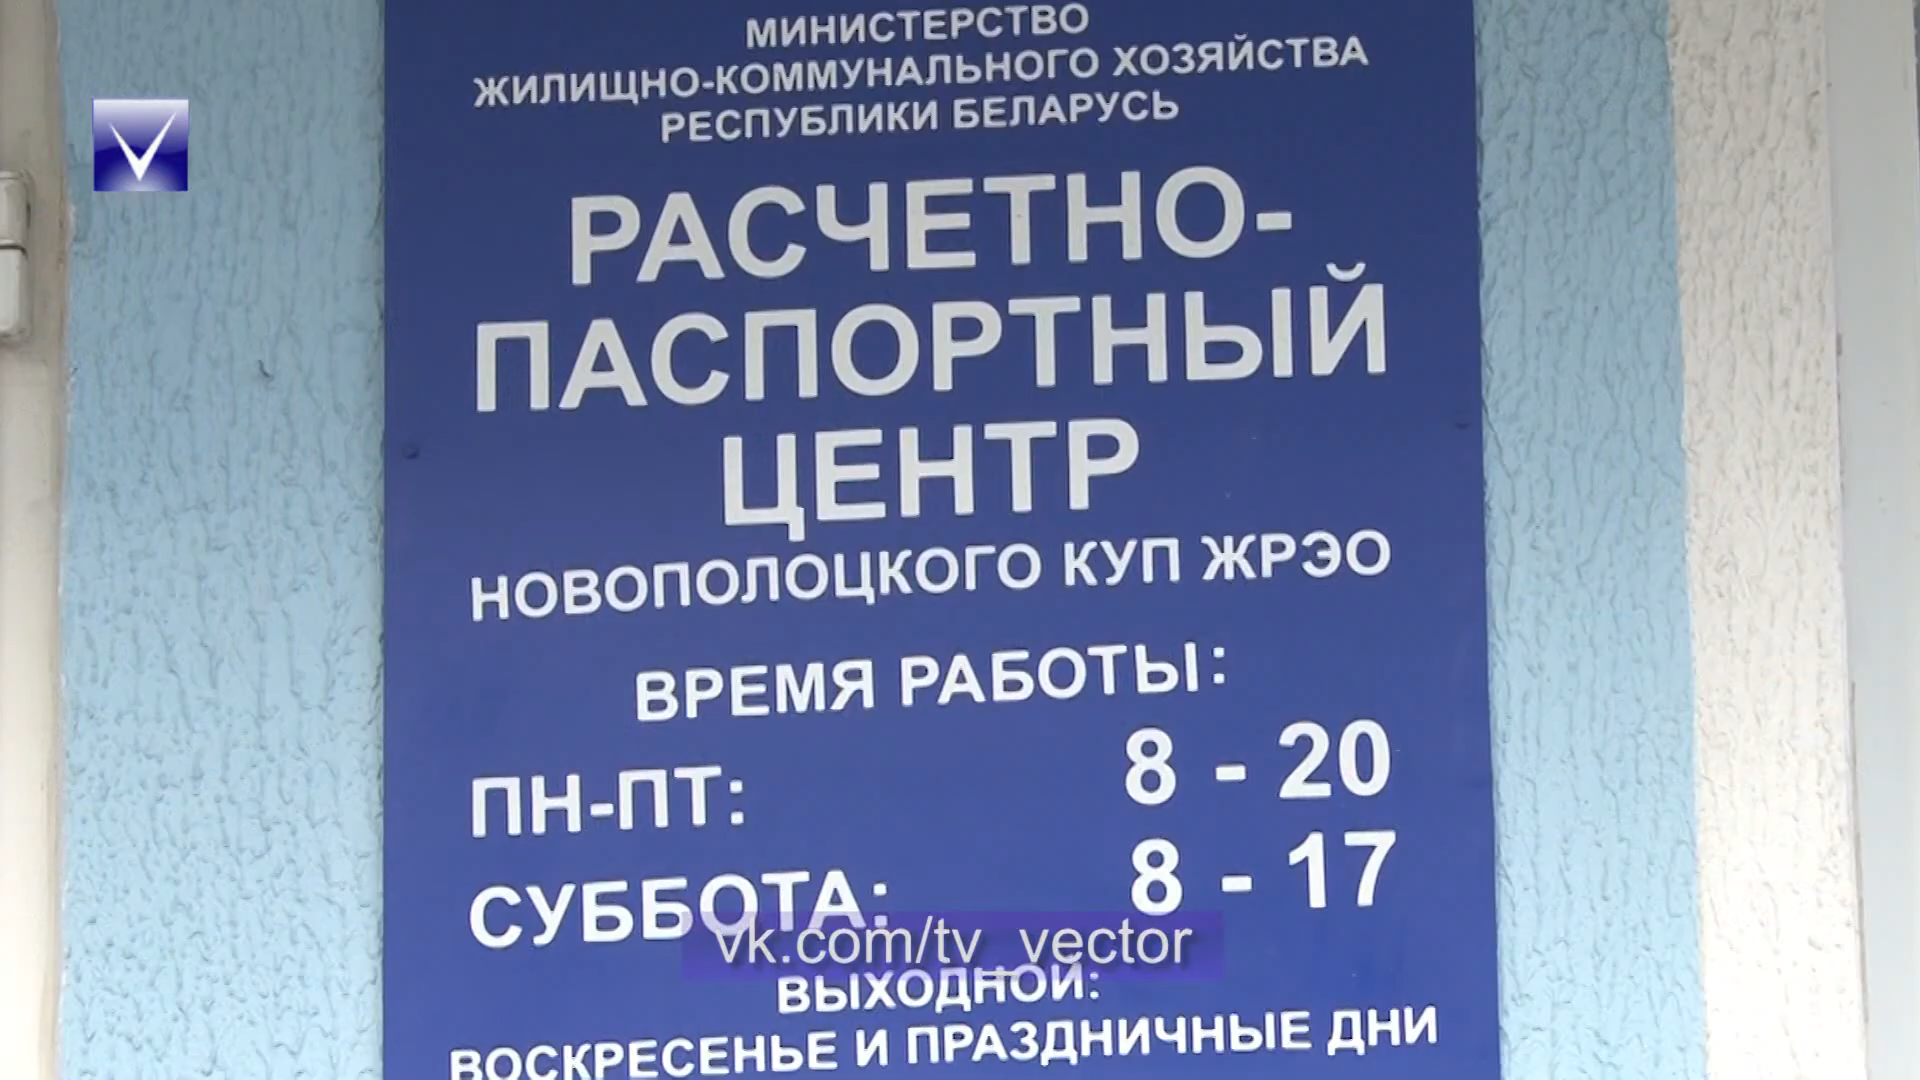 МИНИСТЕРСТВО
ЖИЛИЩНО-КОММУНАЛЬНОГО ХОЗЯЙСТВА
РЕСПУБЛИКИ БЕЛАРУСЬ
РАСЧЕТНО-
ПАСПОРТНЫЙ
ЦЕНТР
НОВОПОЛОЦКОГО КУП ЖРЭО
ВРЕМЯ РАБОТЫ:
ПН-ПТ: 8 - 20
СУББОТА: 8 - 17
vk.com/tv_vector
ВЫХОДНОЙ:
ВОСКРЕСЕНЬЕ И ПРАЗДНИЧНЫЕ ДНИ